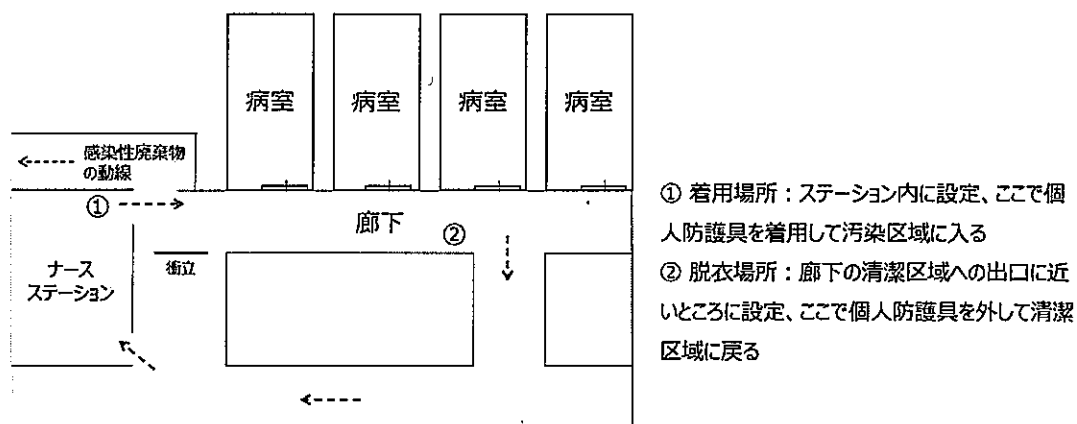 病室
病室
病室
病室
感染性廃棄物
の動線
①
廊下
②
衝立
ナース
ステーション
① 着用場所：ステーション内に設定、ここで個
人防護具を着用して汚染区域に入る
② 脱衣場所：廊下の清潔区域への出口に近
いところに設定、ここで個人防護具を外して清潔
区域に戻る